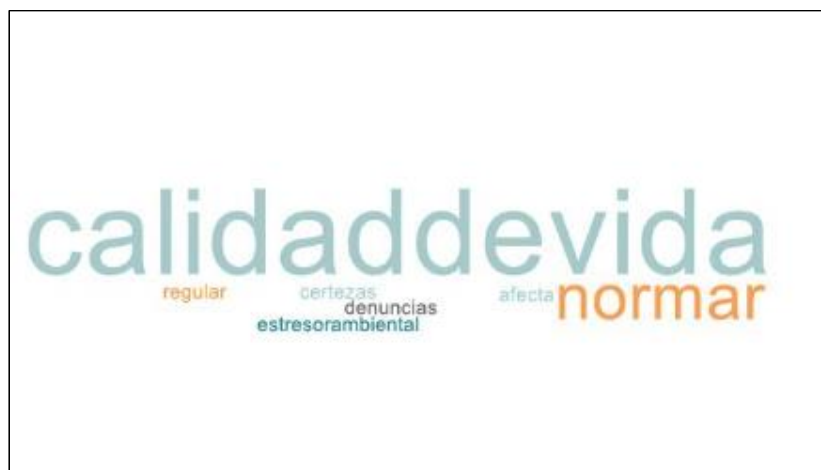 calidaddevida
regular certezas afecta normar
denuncias
estresorambiental